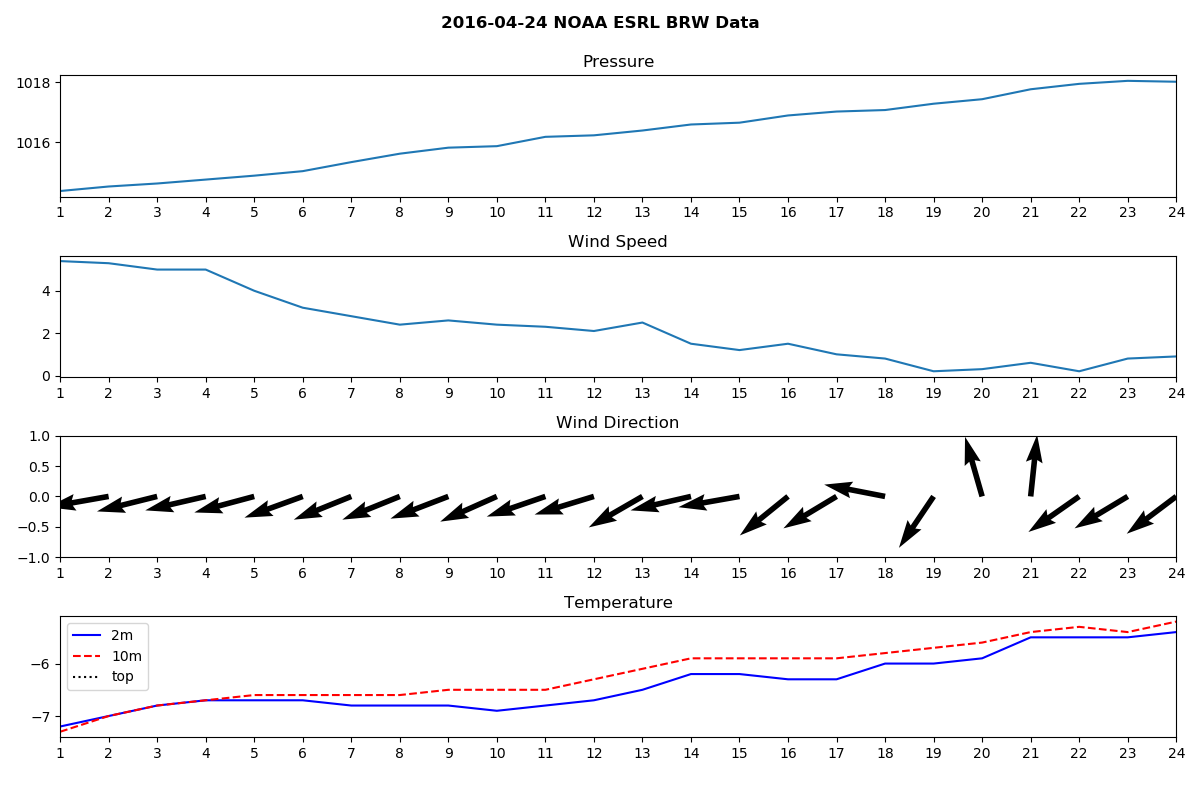 2016-04-24 NOAA ESRL BRW Data
Pressure
1018
1016
1 2 3 4 5 6 7 8 9 10 11 12 13 14 15 16 17 18 19 20 21 22 23 24
Wind Speed
4
2
0
1 2 3 4 5 6 7 8 9 10 11 12 13 14 15 16 17 18 19 20 21 22 23 24
Wind Direction
1.0
0.5
0.0
−0.5
−1.0
1 2 3 4 5 6 7 8 9 10 11 12 13 14 15 16 17 18 19 20 21 22 23 24
Temperature
2m
10m
top
−6
−7
1 2 3 4 5 6 7 8 9 10 11 12 13 14 15 16 17 18 19 20 21 22 23 24